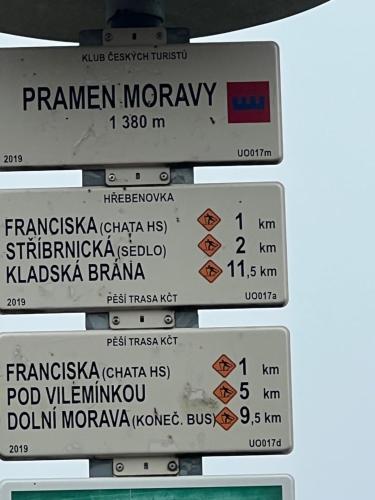 KLUB ČESKÝCH TURISTŮ
PRAMEN MORAVY
1 380 m
2019 UO017m
HŘEBENOVKA
FRANCISKA (CHATA HS) 1 km
STŘÍBRNICKÁ (SEDLO) 2 km
KLADSKÁ BRÁNA 11,5 km
2019 PĚŠÍ TRASA KČT UO017a
PĚŠÍ TRASA KČT
FRANCISKA (CHATA HS) 1 km
POD VILEMÍNKOU 5 km
DOLNÍ MORAVA (KONEČ. BUS) 9,5 km
2019 UO017d